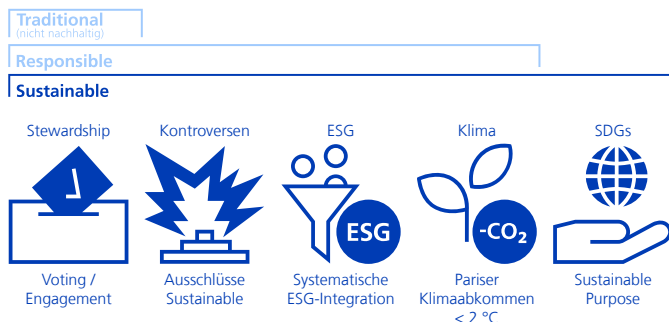 Traditional
(nicht nachhaltig)
Responsible
Sustainable
Stewardship
Kontroversen
ESG
Klima
SDGs
ESG
-CO₂
Voting /
Engagement
Ausschlüsse
Sustainable
Systematische
ESG-Integration
Pariser
Klimaabkommen
< 2 °C
Sustainable
Purpose